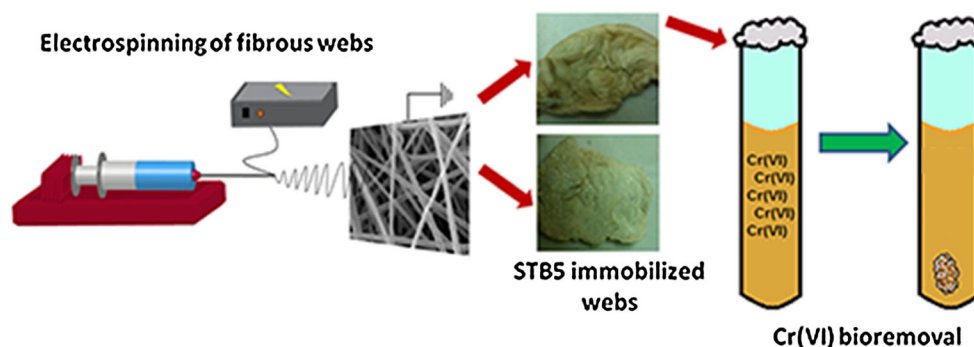 Electrospinning of fibrous webs
Cr(VI)
Cr(VI)
Cr(VI)
Cr(VI)
Cr(VI)
STB5 immobilized
webs
Cr(VI) bioremoval